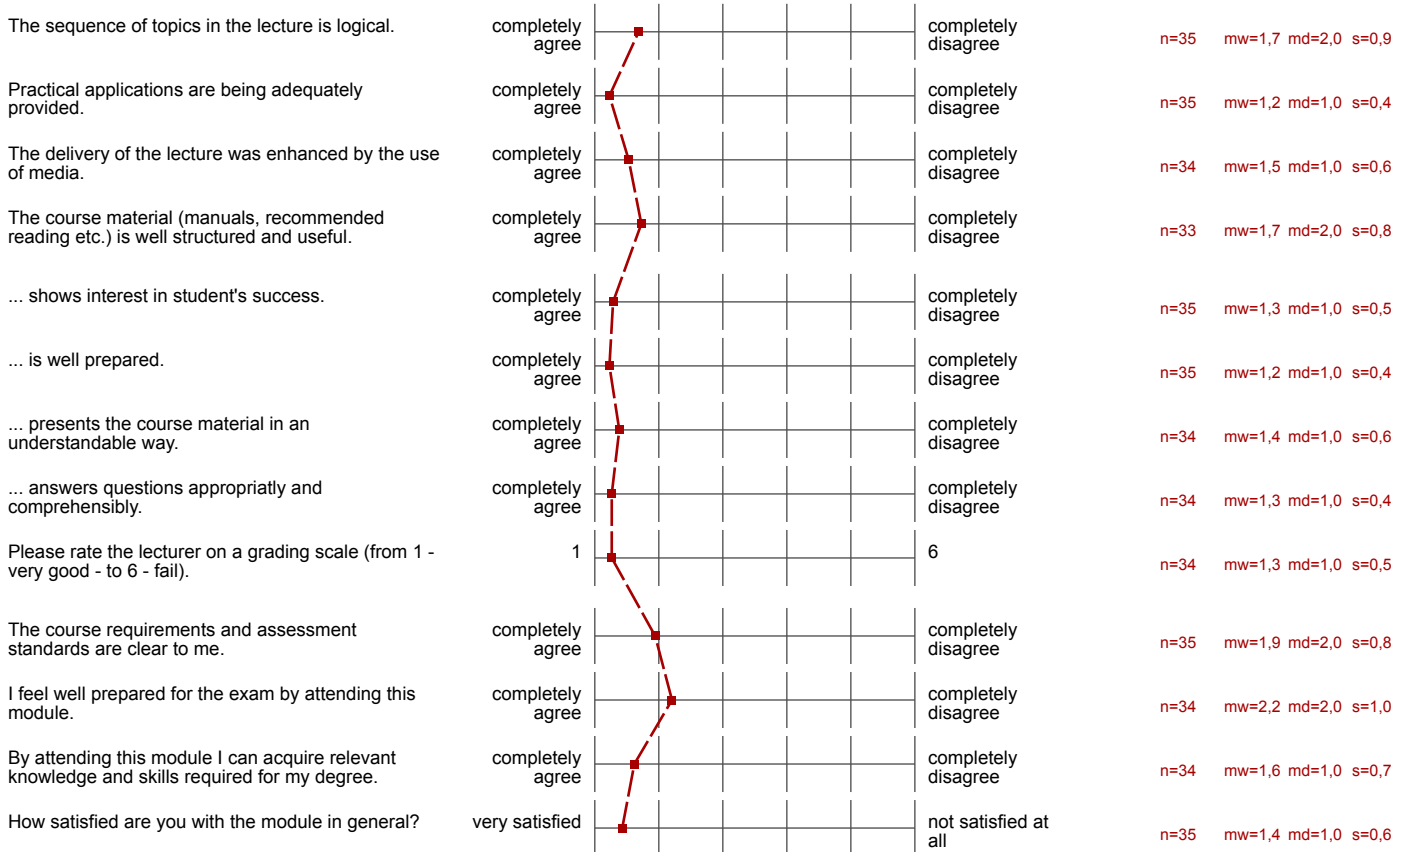 The sequence of topics in the lecture is logical. completely agree completely disagree n=35 mw=1,7 md=2,0 s=0,9
Practical applications are being adequately
provided. completely agree completely disagree n=35 mw=1,2 md=1,0 s=0,4
The delivery of the lecture was enhanced by the use
of media. completely agree completely disagree n=34 mw=1,5 md=1,0 s=0,6
The course material (manuals, recommended
reading etc.) is well structured and useful. completely agree completely disagree n=33 mw=1,7 md=2,0 s=0,8
... shows interest in student's success. completely agree completely disagree n=35 mw=1,3 md=1,0 s=0,5
... is well prepared. completely agree completely disagree n=35 mw=1,2 md=1,0 s=0,4
... presents the course material in an
understandable way. completely agree completely disagree n=34 mw=1,4 md=1,0 s=0,6
... answers questions appropriatly and
comprehensibly. completely agree completely disagree n=34 mw=1,3 md=1,0 s=0,4
Please rate the lecturer on a grading scale (from 1 -
very good - to 6 - fail). 1 6 n=34 mw=1,3 md=1,0 s=0,5
The course requirements and assessment
standards are clear to me. completely agree completely disagree n=35 mw=1,9 md=2,0 s=0,8
I feel well prepared for the exam by attending this
module. completely agree completely disagree n=34 mw=2,2 md=2,0 s=1,0
By attending this module I can acquire relevant
knowledge and skills required for my degree. completely agree completely disagree n=34 mw=1,6 md=1,0 s=0,7
How satisfied are you with the module in general? very satisfied not satisfied at all n=35 mw=1,4 md=1,0 s=0,6